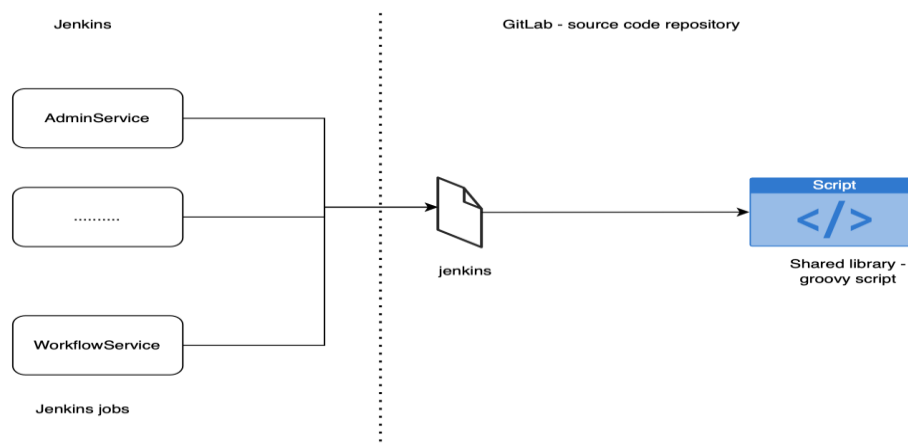 Jenkins
GitLab - source code repository
AdminService
..........
WorkflowService
Jenkins jobs
jenkins
Script
</>
Shared library -
groovy script